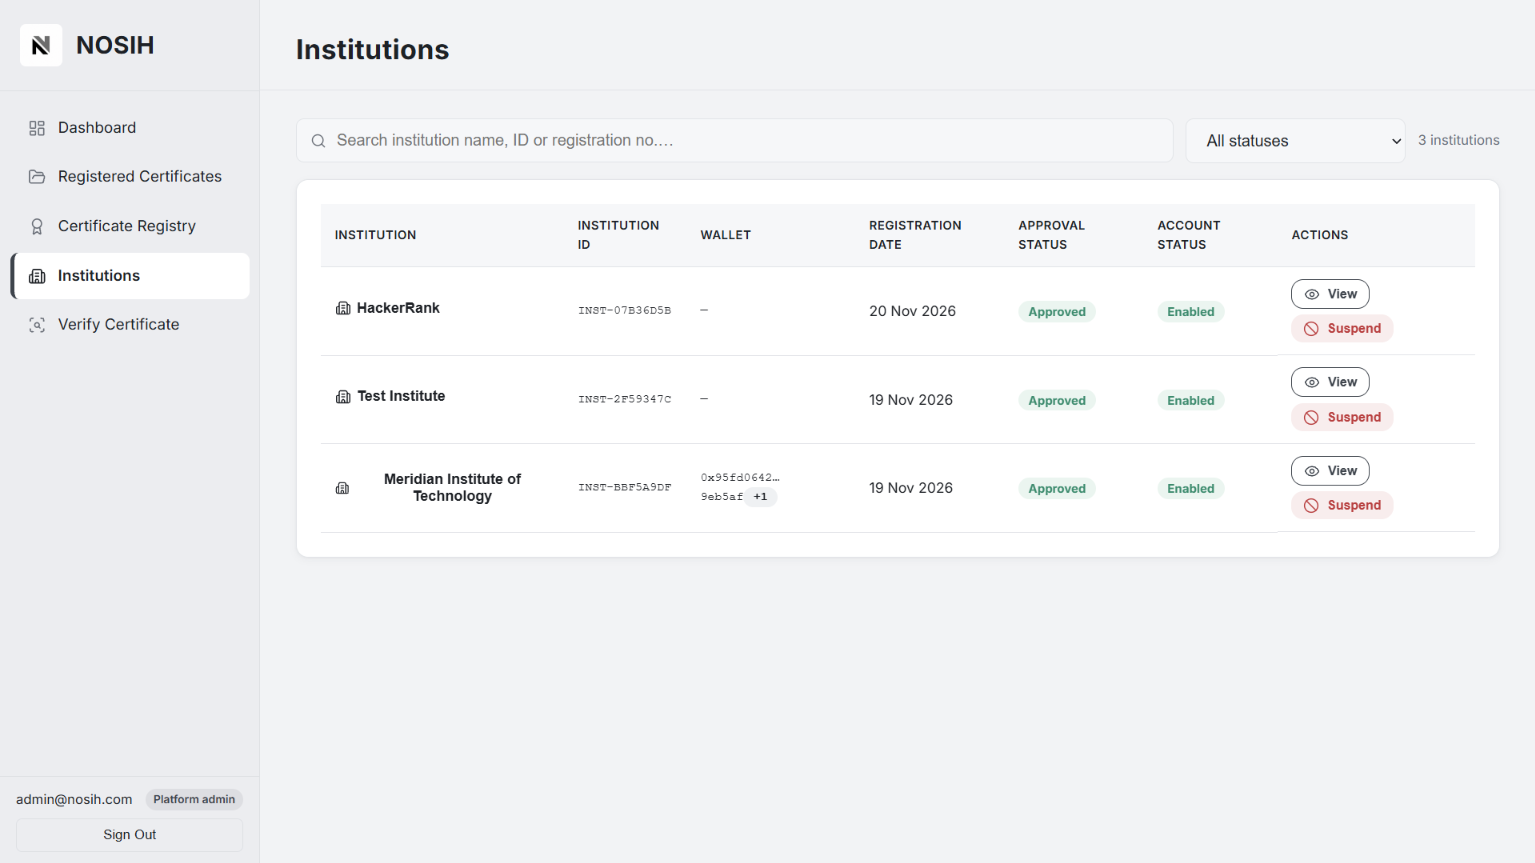 NOSIH
Dashboard
Registered Certificates
Certificate Registry
Institutions
Verify Certificate
admin@nosih.com Platform admin
Sign Out
Institutions
Search institution name, ID or registration no.…
All statuses
3 institutions
INSTITUTION INSTITUTION ID WALLET REGISTRATION DATE APPROVAL STATUS ACCOUNT STATUS ACTIONS
HackerRank INST-07B36D5B — 20 Nov 2026 Approved Enabled View
Suspend
Test Institute INST-2F59347C — 19 Nov 2026 Approved Enabled View
Suspend
Meridian Institute of Technology INST-BBF5A9DF 0x95fd0642… 9eb5af +1 19 Nov 2026 Approved Enabled View
Suspend